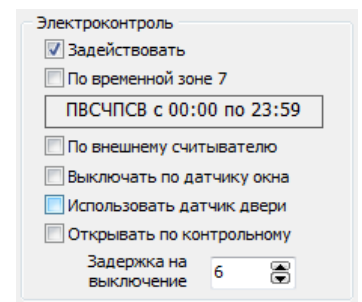 Электроконтроль
Задействовать
По временной зоне 7
ПВСЧПСВ с 00:00 по 23:59
По внешнему считывателю
Выключать по датчику окна
Использовать датчик двери
Открывать по контрольному
Задержка на
выключение
6